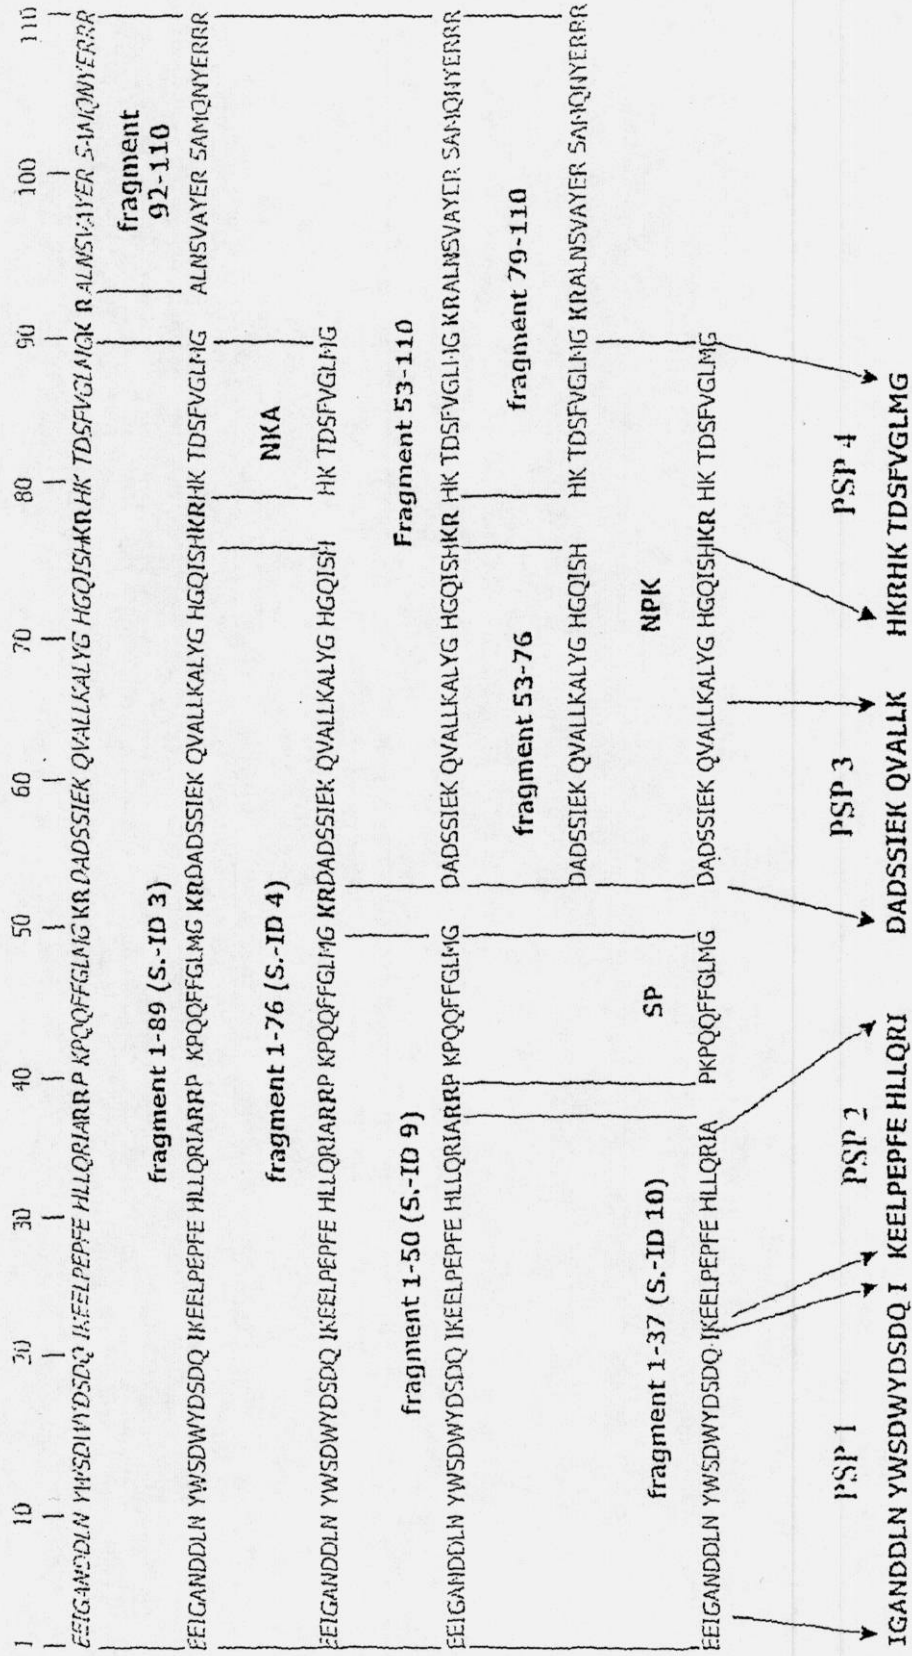 1 10 20 30 40 50 60 70 80 90 100 110
EEIGANDDLN YWSDWYDSDQ IKEELPEPFE HLLQRIARRP KPQQFFGLMGKR DADSSIEK QVALLKALYG HGQISHKRHK TDSFVGLMGK RALNSVAYER SAMQNYERRR
fragment 1-89 (S.-ID 3) fragment 92-110
EEIGANDDLN YWSDWYDSDQ IKEELPEPFE HLLQRIARRP KPQQFFGLMG KRDADSSIEK QVALLKALYG HGQISHKRHK TDSFVGLMG ALNSVAYER SAMQNYERRR
fragment 1-76 (S.-ID 4) NKA
EEIGANDDLN YWSDWYDSDQ IKEELPEPFE HLLQRIARRP KPQQFFGLMG KRDADSSIEK QVALLKALYG HGQISH HK TDSFVGLMG
fragment 1-50 (S.-ID 9) Fragment 53-110
EEIGANDDLN YWSDWYDSDQ IKEELPEPFE HLLQRIARRP KPQQFFGLMG DADSSIEK QVALLKALYG HGQISHKR HK TDSFVGLMG KRALNSVAYER SAMQNYERRR
fragment 53-76 fragment 79-110
DADSSIEK QVALLKALYG HGQISH HK TDSFVGLMG KRALNSVAYER SAMQNYERRR
fragment 1-37 (S.-ID 10) SP NPK
EEIGANDDLN YWSDWYDSDQ IKEELPEPFE HLLQRIA PKPQQFFGLMG DADSSIEK QVALLKALYG HGQISHKR HK TDSFVGLMG
PSP 1 PSP 2 PSP 3 PSP 4
IGANDDLN YWSDWYDSDQ I KEELPEPFE HLLQRI DADSSIEK QVALLK HKRHK TDSFVGLMG